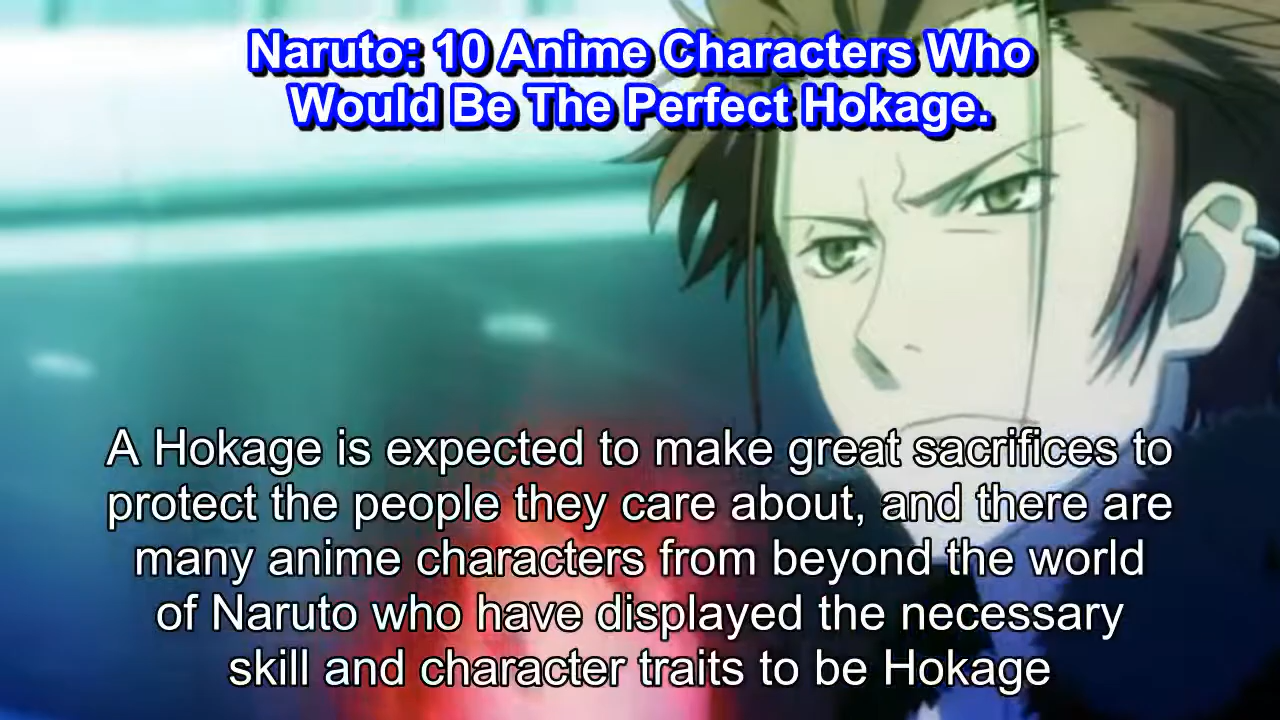 Naruto: 10 Anime Characters Who
Would Be The Perfect Hokage.
A Hokage is expected to make great sacrifices to
protect the people they care about, and there are
many anime characters from beyond the world
of Naruto who have displayed the necessary
skill and character traits to be Hokage